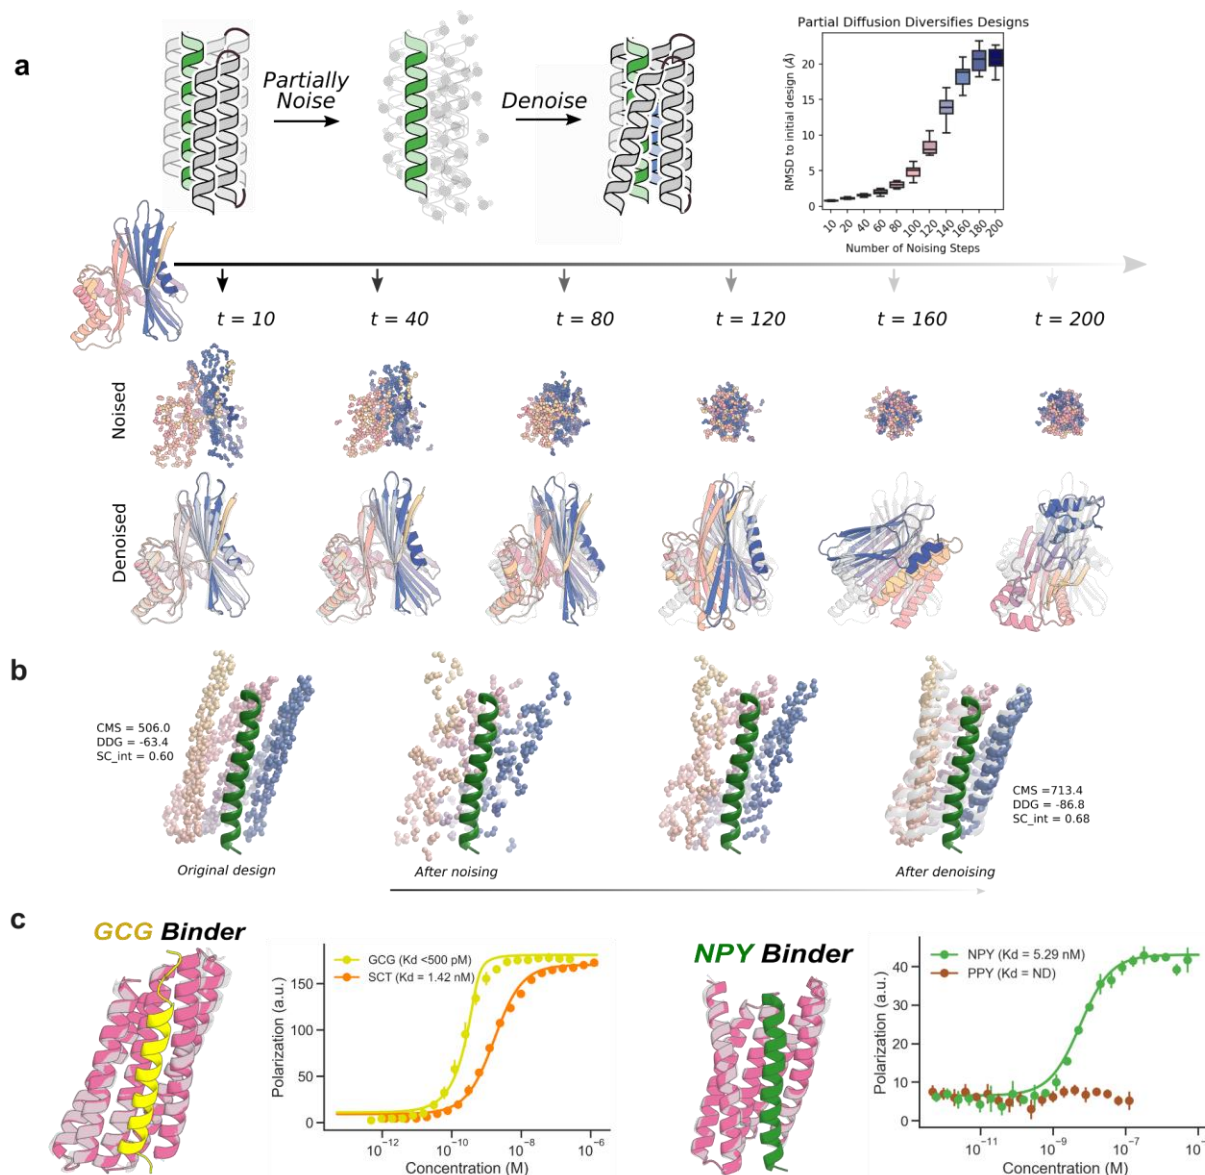 a
Partially
Noise
Denoise
Partial Diffusion Diversifies Designs
RMSD to initial design (Å)
20
15
10
5
0
10 20 40 60 80 100 120 140 160 180 200
Number of Noising Steps
t = 10 t = 40 t = 80 t = 120 t = 160 t = 200
Noised
Denoised
b
CMS = 506.0
DDG = -63.4
SC_int = 0.60
CMS =713.4
DDG = -86.8
SC_int = 0.68
Original design After noising After denoising
c
GCG Binder
Polarization (a.u.)
150
100
50
0
GCG (Kd <500 pM)
SCT (Kd = 1.42 nM)
10⁻¹² 10⁻¹⁰ 10⁻⁸ 10⁻⁶
Concentration (M)
NPY Binder
Polarization (a.u.)
40
30
20
10
0
NPY (Kd = 5.29 nM)
PPY (Kd = ND)
10⁻¹¹ 10⁻⁹ 10⁻⁷ 10⁻⁵
Concentration (M)